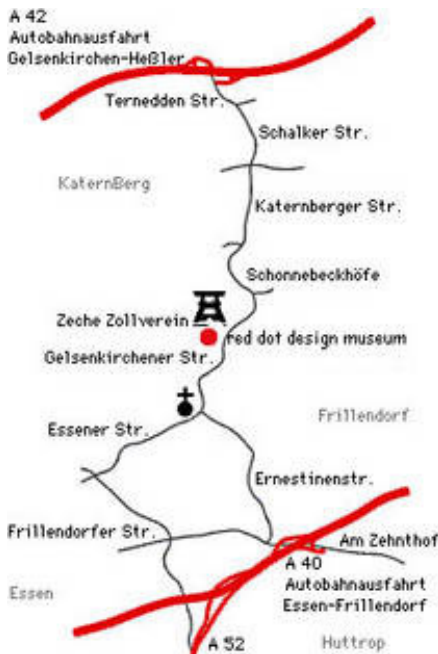 A 42
Autobahnausfahrt
Gelsenkirchen-Heßler
Ternedden Str.
Schalker Str.
KaternBerg
Katernberger Str.
Schonnebeckhöfe
Zeche Zollverein
red dot design museum
Gelsenkirchener Str.
Frillendorf
Essener Str.
Ernestinenstr.
Frillendorfer Str.
Am Zehnthof
A 40
Autobahnausfahrt
Essen-Frillendorf
Essen
A 52
Huttrop